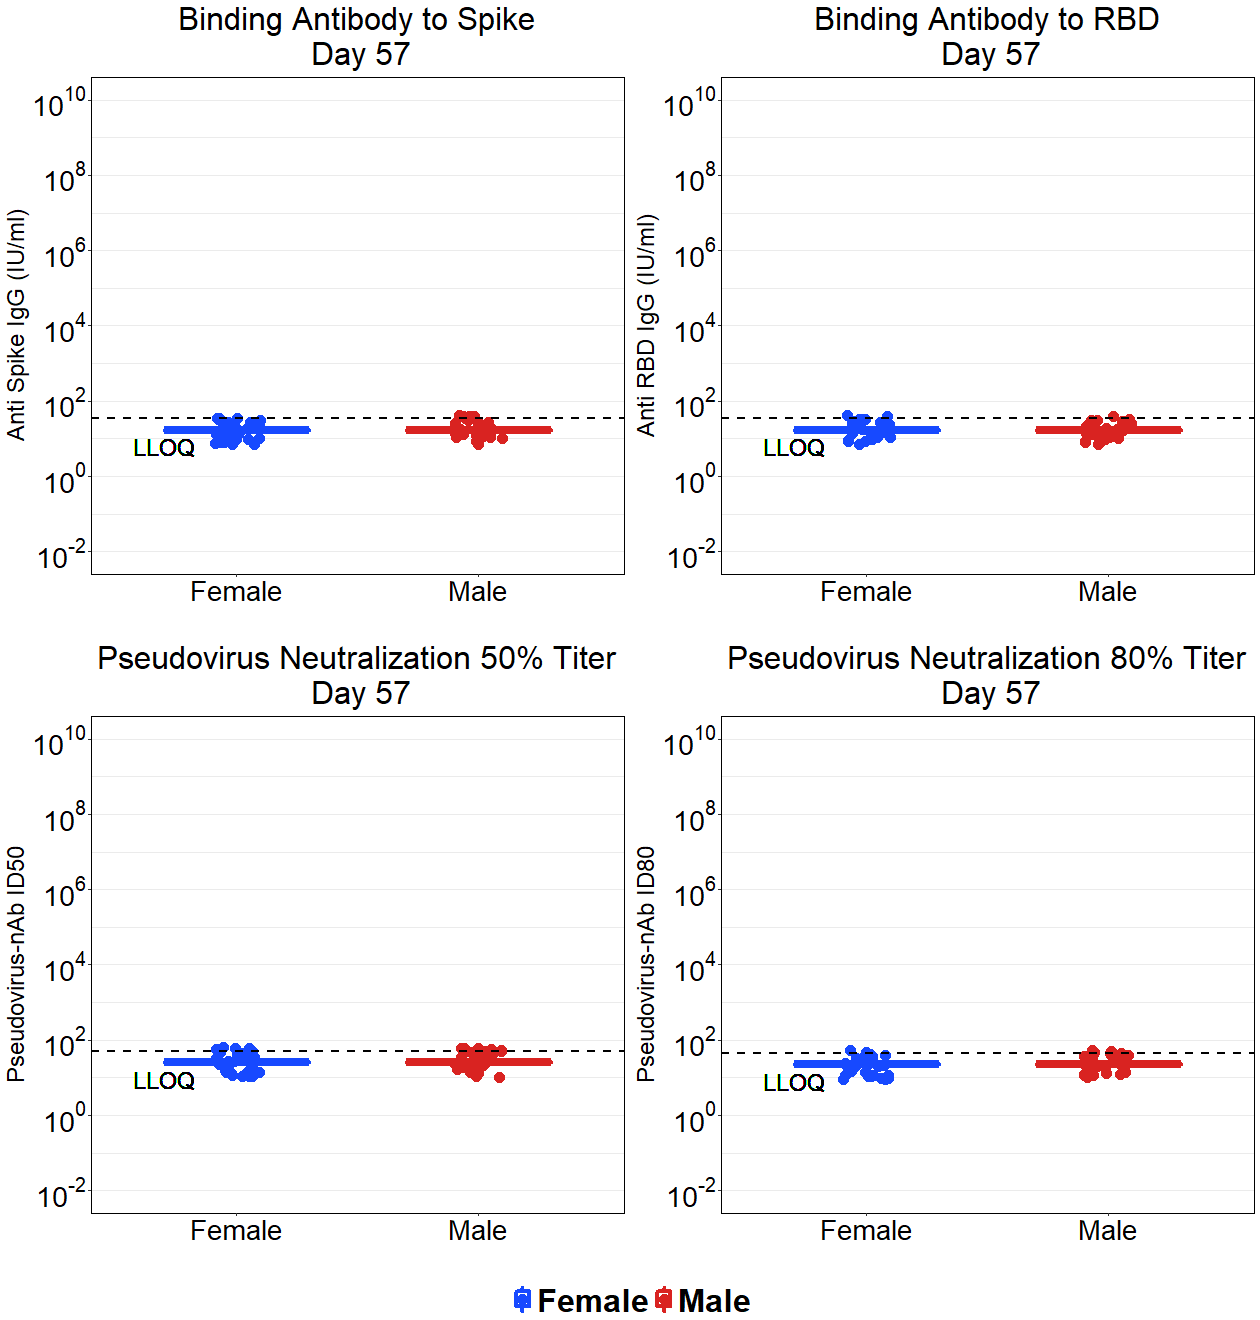 Binding Antibody to Spike
Day 57
Anti Spike IgG (IU/ml)
10^10
10^8
10^6
10^4
10^2
10^0
10^-2
LLOQ
Female Male
Binding Antibody to RBD
Day 57
Anti RBD IgG (IU/ml)
10^10
10^8
10^6
10^4
10^2
10^0
10^-2
LLOQ
Female Male
Pseudovirus Neutralization 50% Titer
Day 57
Pseudovirus-nAb ID50
10^10
10^8
10^6
10^4
10^2
10^0
10^-2
LLOQ
Female Male
Pseudovirus Neutralization 80% Titer
Day 57
Pseudovirus-nAb ID80
10^10
10^8
10^6
10^4
10^2
10^0
10^-2
LLOQ
Female Male
Female Male